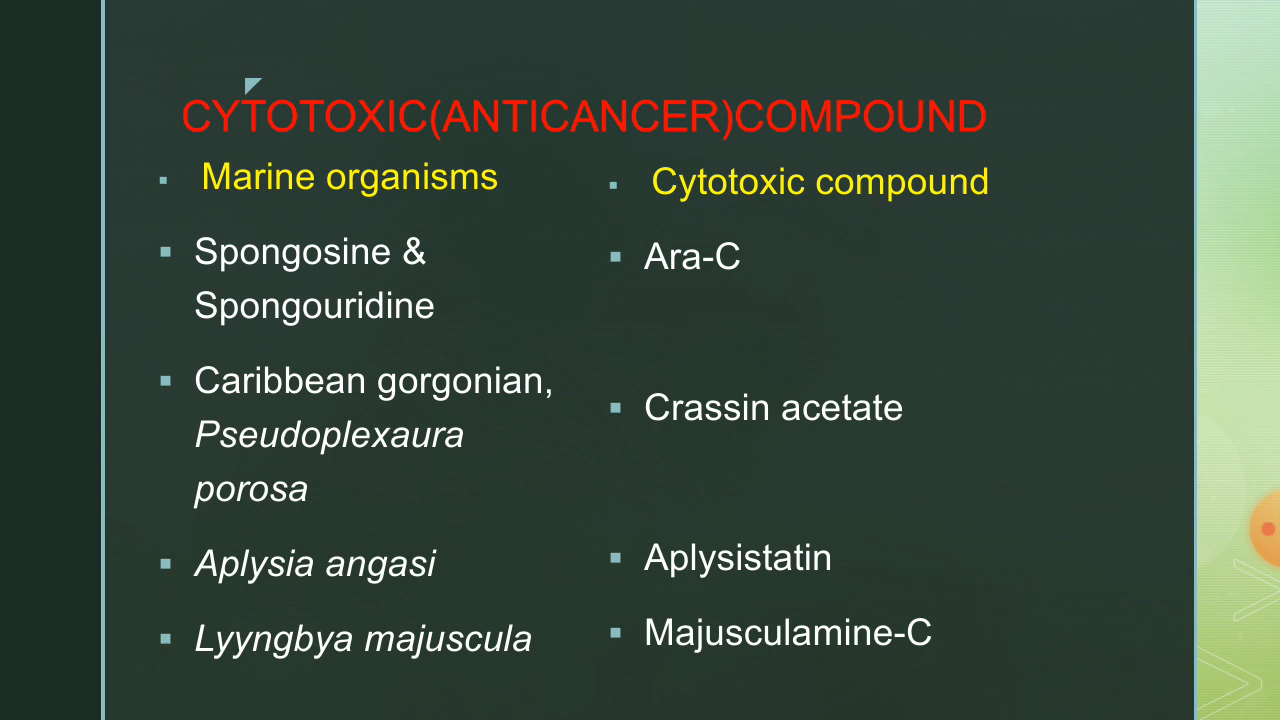 CYTOTOXIC(ANTICANCER)COMPOUND
Marine organisms
Spongosine &
Spongouridine
Caribbean gorgonian,
Pseudoplexaura
porosa
Aplysia angasi
Lyyngbya majuscula
Cytotoxic compound
Ara-C
Crassin acetate
Aplysistatin
Majusculamine-C